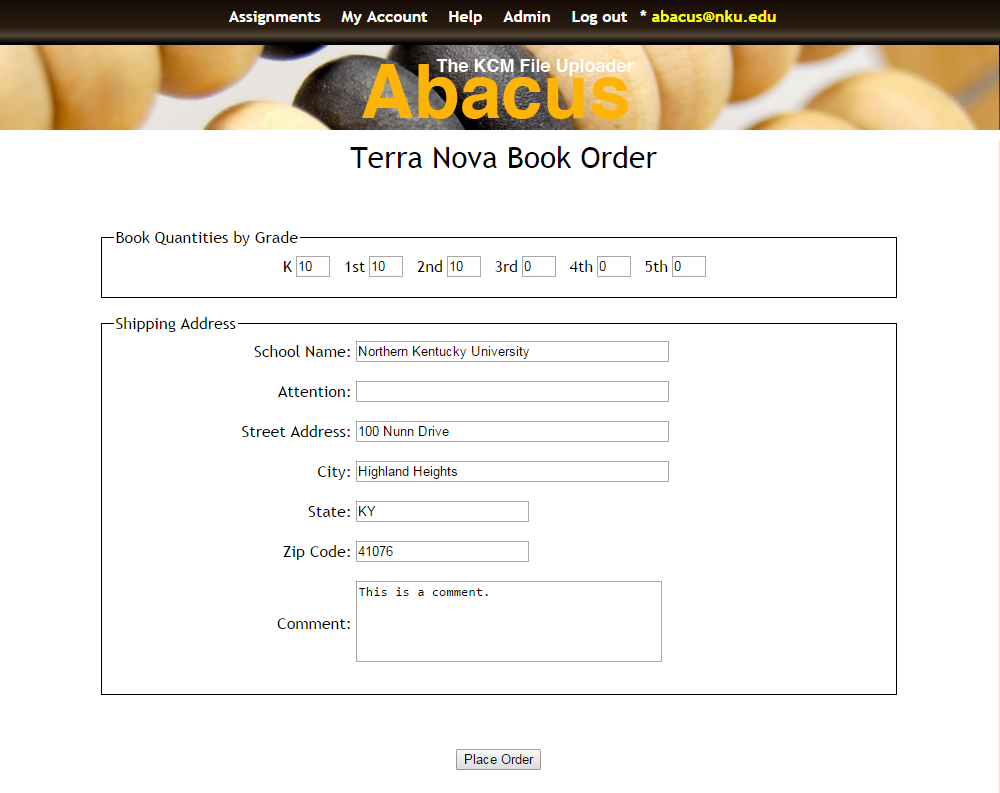 Assignments My Account Help Admin Log out * abacus@nku.edu
The KCM File Uploader
Abacus
Terra Nova Book Order
Book Quantities by Grade
K 10 1st 10 2nd 10 3rd 0 4th 0 5th 0
Shipping Address
School Name: Northern Kentucky University
Attention:
Street Address: 100 Nunn Drive
City: Highland Heights
State: KY
Zip Code: 41076
This is a comment.
Comment:
Place Order